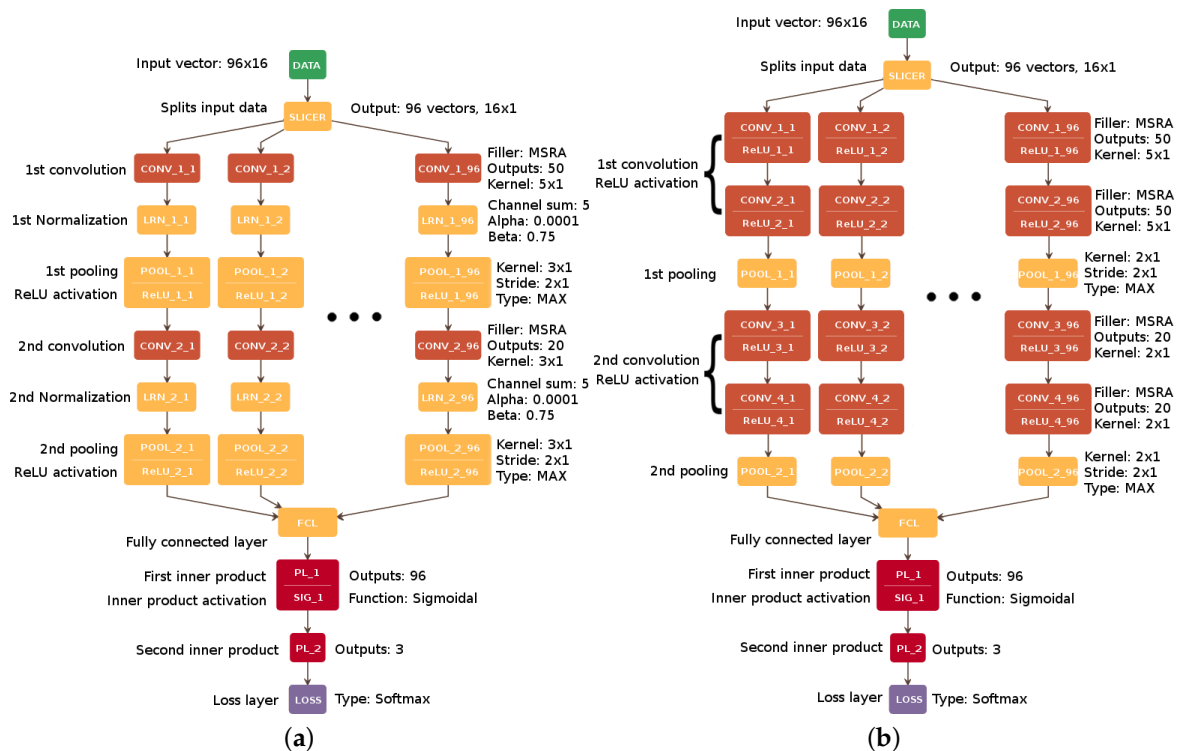 Input vector: 96x16
DATA
Splits input data
SLICER
Output: 96 vectors, 16x1
1st convolution
CONV_1_1
CONV_1_2
CONV_1_96
Filler: MSRA
Outputs: 50
Kernel: 5x1
1st Normalization
LRN_1_1
LRN_1_2
LRN_1_96
Channel sum: 5
Alpha: 0.0001
Beta: 0.75
1st pooling
ReLU activation
POOL_1_1
ReLU_1_1
POOL_1_2
ReLU_1_2
POOL_1_96
ReLU_1_96
Kernel: 3x1
Stride: 2x1
Type: MAX
2nd convolution
CONV_2_1
CONV_2_2
CONV_2_96
Filler: MSRA
Outputs: 20
Kernel: 3x1
2nd Normalization
LRN_2_1
LRN_2_2
LRN_2_96
Channel sum: 5
Alpha: 0.0001
Beta: 0.75
2nd pooling
ReLU activation
POOL_2_1
ReLU_2_1
POOL_2_2
ReLU_2_2
POOL_2_96
ReLU_2_96
Kernel: 3x1
Stride: 2x1
Type: MAX
FCL
Fully connected layer
First inner product
Inner product activation
PL_1
SIG_1
Outputs: 96
Function: Sigmoidal
Second inner product
PL_2
Outputs: 3
Loss layer
LOSS
Type: Softmax
(a)
Input vector: 96x16
DATA
Splits input data
SLICER
Output: 96 vectors, 16x1
1st convolution
ReLU activation
CONV_1_1
ReLU_1_1
CONV_1_2
ReLU_1_2
CONV_1_96
ReLU_1_96
Filler: MSRA
Outputs: 50
Kernel: 5x1
CONV_2_1
ReLU_2_1
CONV_2_2
ReLU_2_2
CONV_2_96
ReLU_2_96
Filler: MSRA
Outputs: 50
Kernel: 5x1
1st pooling
POOL_1_1
POOL_1_2
POOL_1_96
Kernel: 2x1
Stride: 2x1
Type: MAX
2nd convolution
ReLU activation
CONV_3_1
ReLU_3_1
CONV_3_2
ReLU_3_2
CONV_3_96
ReLU_3_96
Filler: MSRA
Outputs: 20
Kernel: 2x1
CONV_4_1
ReLU_4_1
CONV_4_2
ReLU_4_2
CONV_4_96
ReLU_4_96
Filler: MSRA
Outputs: 20
Kernel: 2x1
2nd pooling
POOL_2_1
POOL_2_2
POOL_2_96
Kernel: 2x1
Stride: 2x1
Type: MAX
FCL
Fully connected layer
First inner product
Inner product activation
PL_1
SIG_1
Outputs: 96
Function: Sigmoidal
Second inner product
PL_2
Outputs: 3
Loss layer
LOSS
Type: Softmax
(b)